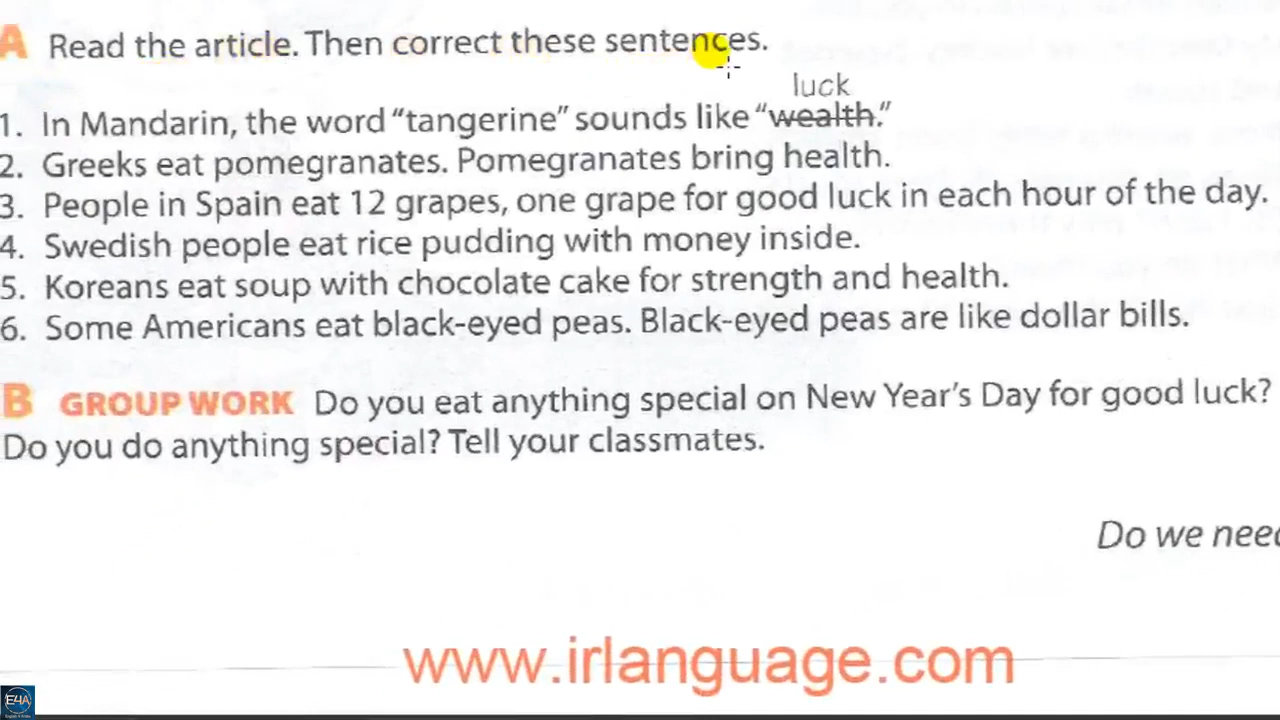 A Read the article. Then correct these sentences.
luck
1. In Mandarin, the word “tangerine” sounds like “wealth.”
2. Greeks eat pomegranates. Pomegranates bring health.
3. People in Spain eat 12 grapes, one grape for good luck in each hour of the day.
4. Swedish people eat rice pudding with money inside.
5. Koreans eat soup with chocolate cake for strength and health.
6. Some Americans eat black-eyed peas. Black-eyed peas are like dollar bills.
B GROUP WORK Do you eat anything special on New Year’s Day for good luck?
Do you do anything special? Tell your classmates.
Do we need
www.irlanguage.com
E4A